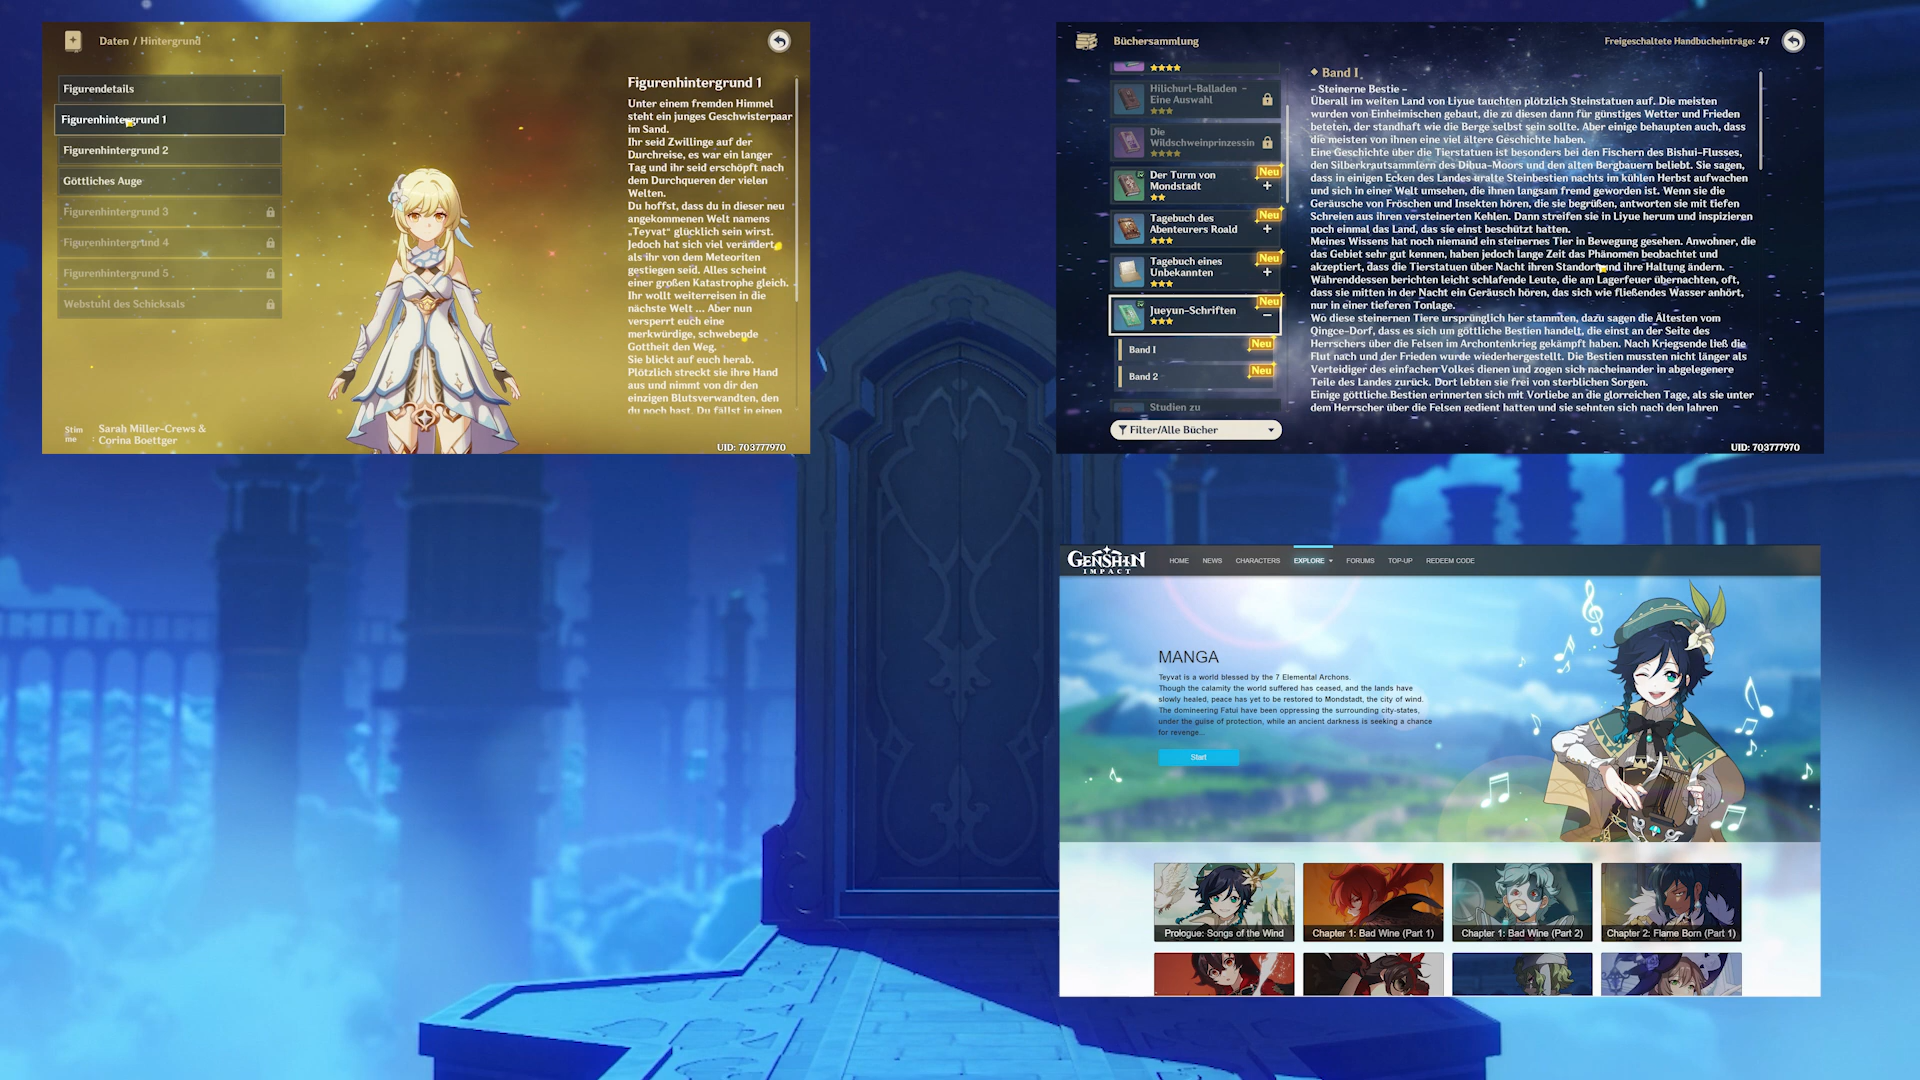 Daten / Hintergrund
Figurendetails
Figurenhintergrund 1
Figurenhintergrund 2
Göttliches Auge
Figurenhintergrund 3
Figurenhintergrund 4
Figurenhintergrund 5
Webstuhl des Schicksals
Stim
me :
Sarah Miller-Crews &
Corina Boettger
Figurenhintergrund 1
Unter einem fremden Himmel
steht ein junges Geschwisterpaar
im Sand.
Ihr seid Zwillinge auf der
Durchreise, es war ein langer
Tag und ihr seid erschöpft nach
dem Durchqueren der vielen
Welten.
Du hoffst, dass du in dieser neu
angekommenen Welt namens
„Teyvat“ glücklich sein wirst.
Jedoch hat sich viel verändert,
als ihr von dem Meteoriten
gestiegen seid. Alles scheint
einer großen Katastrophe gleich.
Ihr wollt weiterreisen in die
nächste Welt ... Aber nun
versperrt euch eine
merkwürdige, schwebende
Gottheit den Weg.
Sie blickt auf euch herab.
Plötzlich streckt sie ihre Hand
aus und nimmt von dir den
einzigen Blutsverwandten, den
du noch hast. Du fällst in einen
UID: 703777970
Büchersammlung
Freigeschaltete Handbucheinträge: 47
Hilichurl-Balladen -
Eine Auswahl
Die
Wildschweinprinzessin
Der Turm von
Mondstadt
Neu
Tagebuch des
Abenteurers Roald
Neu
Tagebuch eines
Unbekannten
Neu
Jueyun-Schriften
Neu
Band 1
Neu
Band 2
Neu
Studien zu
Filter/Alle Bücher
Band I
- Steinerne Bestie -
Überall im weiten Land von Liyue tauchten plötzlich Steinstatuen auf. Die meisten
wurden von Einheimischen gebaut, die zu diesen dann für günstiges Wetter und Frieden
beteten, der standhaft wie die Berge selbst sein sollte. Aber einige behaupten auch, dass
die meisten von ihnen eine viel ältere Geschichte haben.
Eine Geschichte über die Tierstatuen ist besonders bei den Fischern des Bishui-Flusses,
den Silberkrautsammlern des Dihua-Moors und den alten Bergbauern beliebt. Sie sagen,
dass in einigen Ecken des Landes uralte Steinbestien nachts im kühlen Herbst aufwachen
und sich in einer Welt umsehen, die ihnen langsam fremd geworden ist. Wenn sie die
Geräusche von Fröschen und Insekten hören, die sie begrüßen, antworten sie mit tiefen
Schreien aus ihren versteinerten Kehlen. Dann streifen sie in Liyue herum und inspizieren
noch einmal das Land, das sie einst beschützt hatten.
Meines Wissens hat noch niemand ein steinernes Tier in Bewegung gesehen. Anwohner, die
das Gebiet sehr gut kennen, haben jedoch lange Zeit das Phänomen beobachtet und
akzeptiert, dass die Tierstatuen über Nacht ihren Standort und ihre Haltung ändern.
Währenddessen berichten leicht schlafende Leute, die am Lagerfeuer übernachten, oft,
dass sie mitten in der Nacht ein Geräusch hören, das sich wie fließendes Wasser anhört,
nur in einer tieferen Tonlage.
Wo diese steinernen Tiere ursprünglich her stammten, dazu sagen die Ältesten vom
Qingce-Dorf, dass es sich um göttliche Bestien handelt, die einst an der Seite des
Herrschers über die Felsen im Archontenkrieg gekämpft haben. Nach Kriegsende ließ die
Flut nach und der Frieden wurde wiederhergestellt. Die Bestien mussten nicht länger als
Verteidiger des einfachen Volkes dienen und zogen sich nacheinander in abgelegenere
Teile des Landes zurück. Dort lebten sie frei von sterblichen Sorgen.
Einige göttliche Bestien erinnerten sich mit Vorliebe an die glorreichen Tage, als sie unter
dem Herrscher über die Felsen gedient hatten und sie sehnten sich nach den Jahren
UID: 703777970
GENSHIN
IMPACT
HOME NEWS CHARACTERS EXPLORE FORUMS TOP-UP REDEEM CODE
MANGA
Teyvat is a world blessed by the 7 Elemental Archons.
Though the calamity the world suffered has ceased, and the lands have
slowly healed, peace has yet to be restored to Mondstadt, the city of wind.
The domineering Fatui have been oppressing the surrounding city-states,
under the guise of protection, while an ancient darkness is seeking a chance
for revenge...
Start
Prologue: Songs of the Wind
Chapter 1: Bad Wine (Part 1)
Chapter 1: Bad Wine (Part 2)
Chapter 2: Flame Born (Part 1)